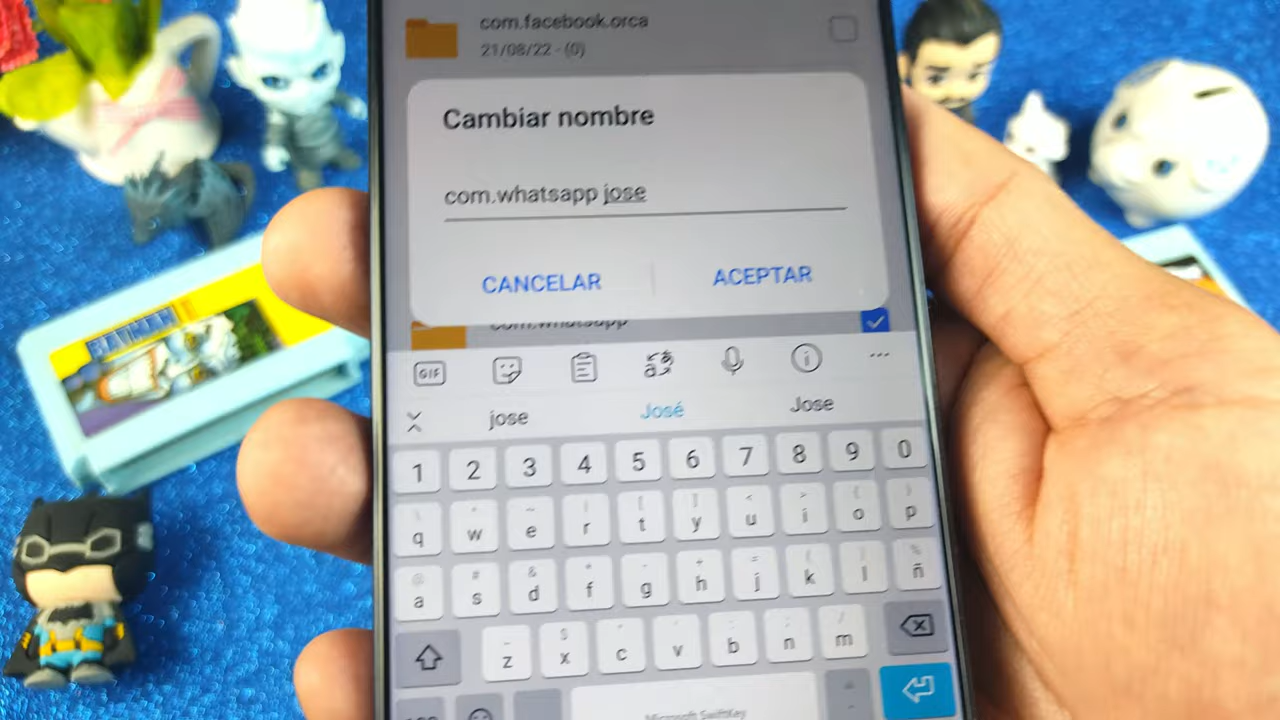 com.facebook.orca
21/08/22 - (0)
Cambiar nombre
com.whatsapp jose
CANCELAR
ACEPTAR
com.whatsapp
GIF
jose
José
Jose
1 2 3 4 5 6 7 8 9 0
q w e r t y u i o p
a s d f g h j k l ñ
z x c v b n m
Microsoft SwiftKey
BATMAN